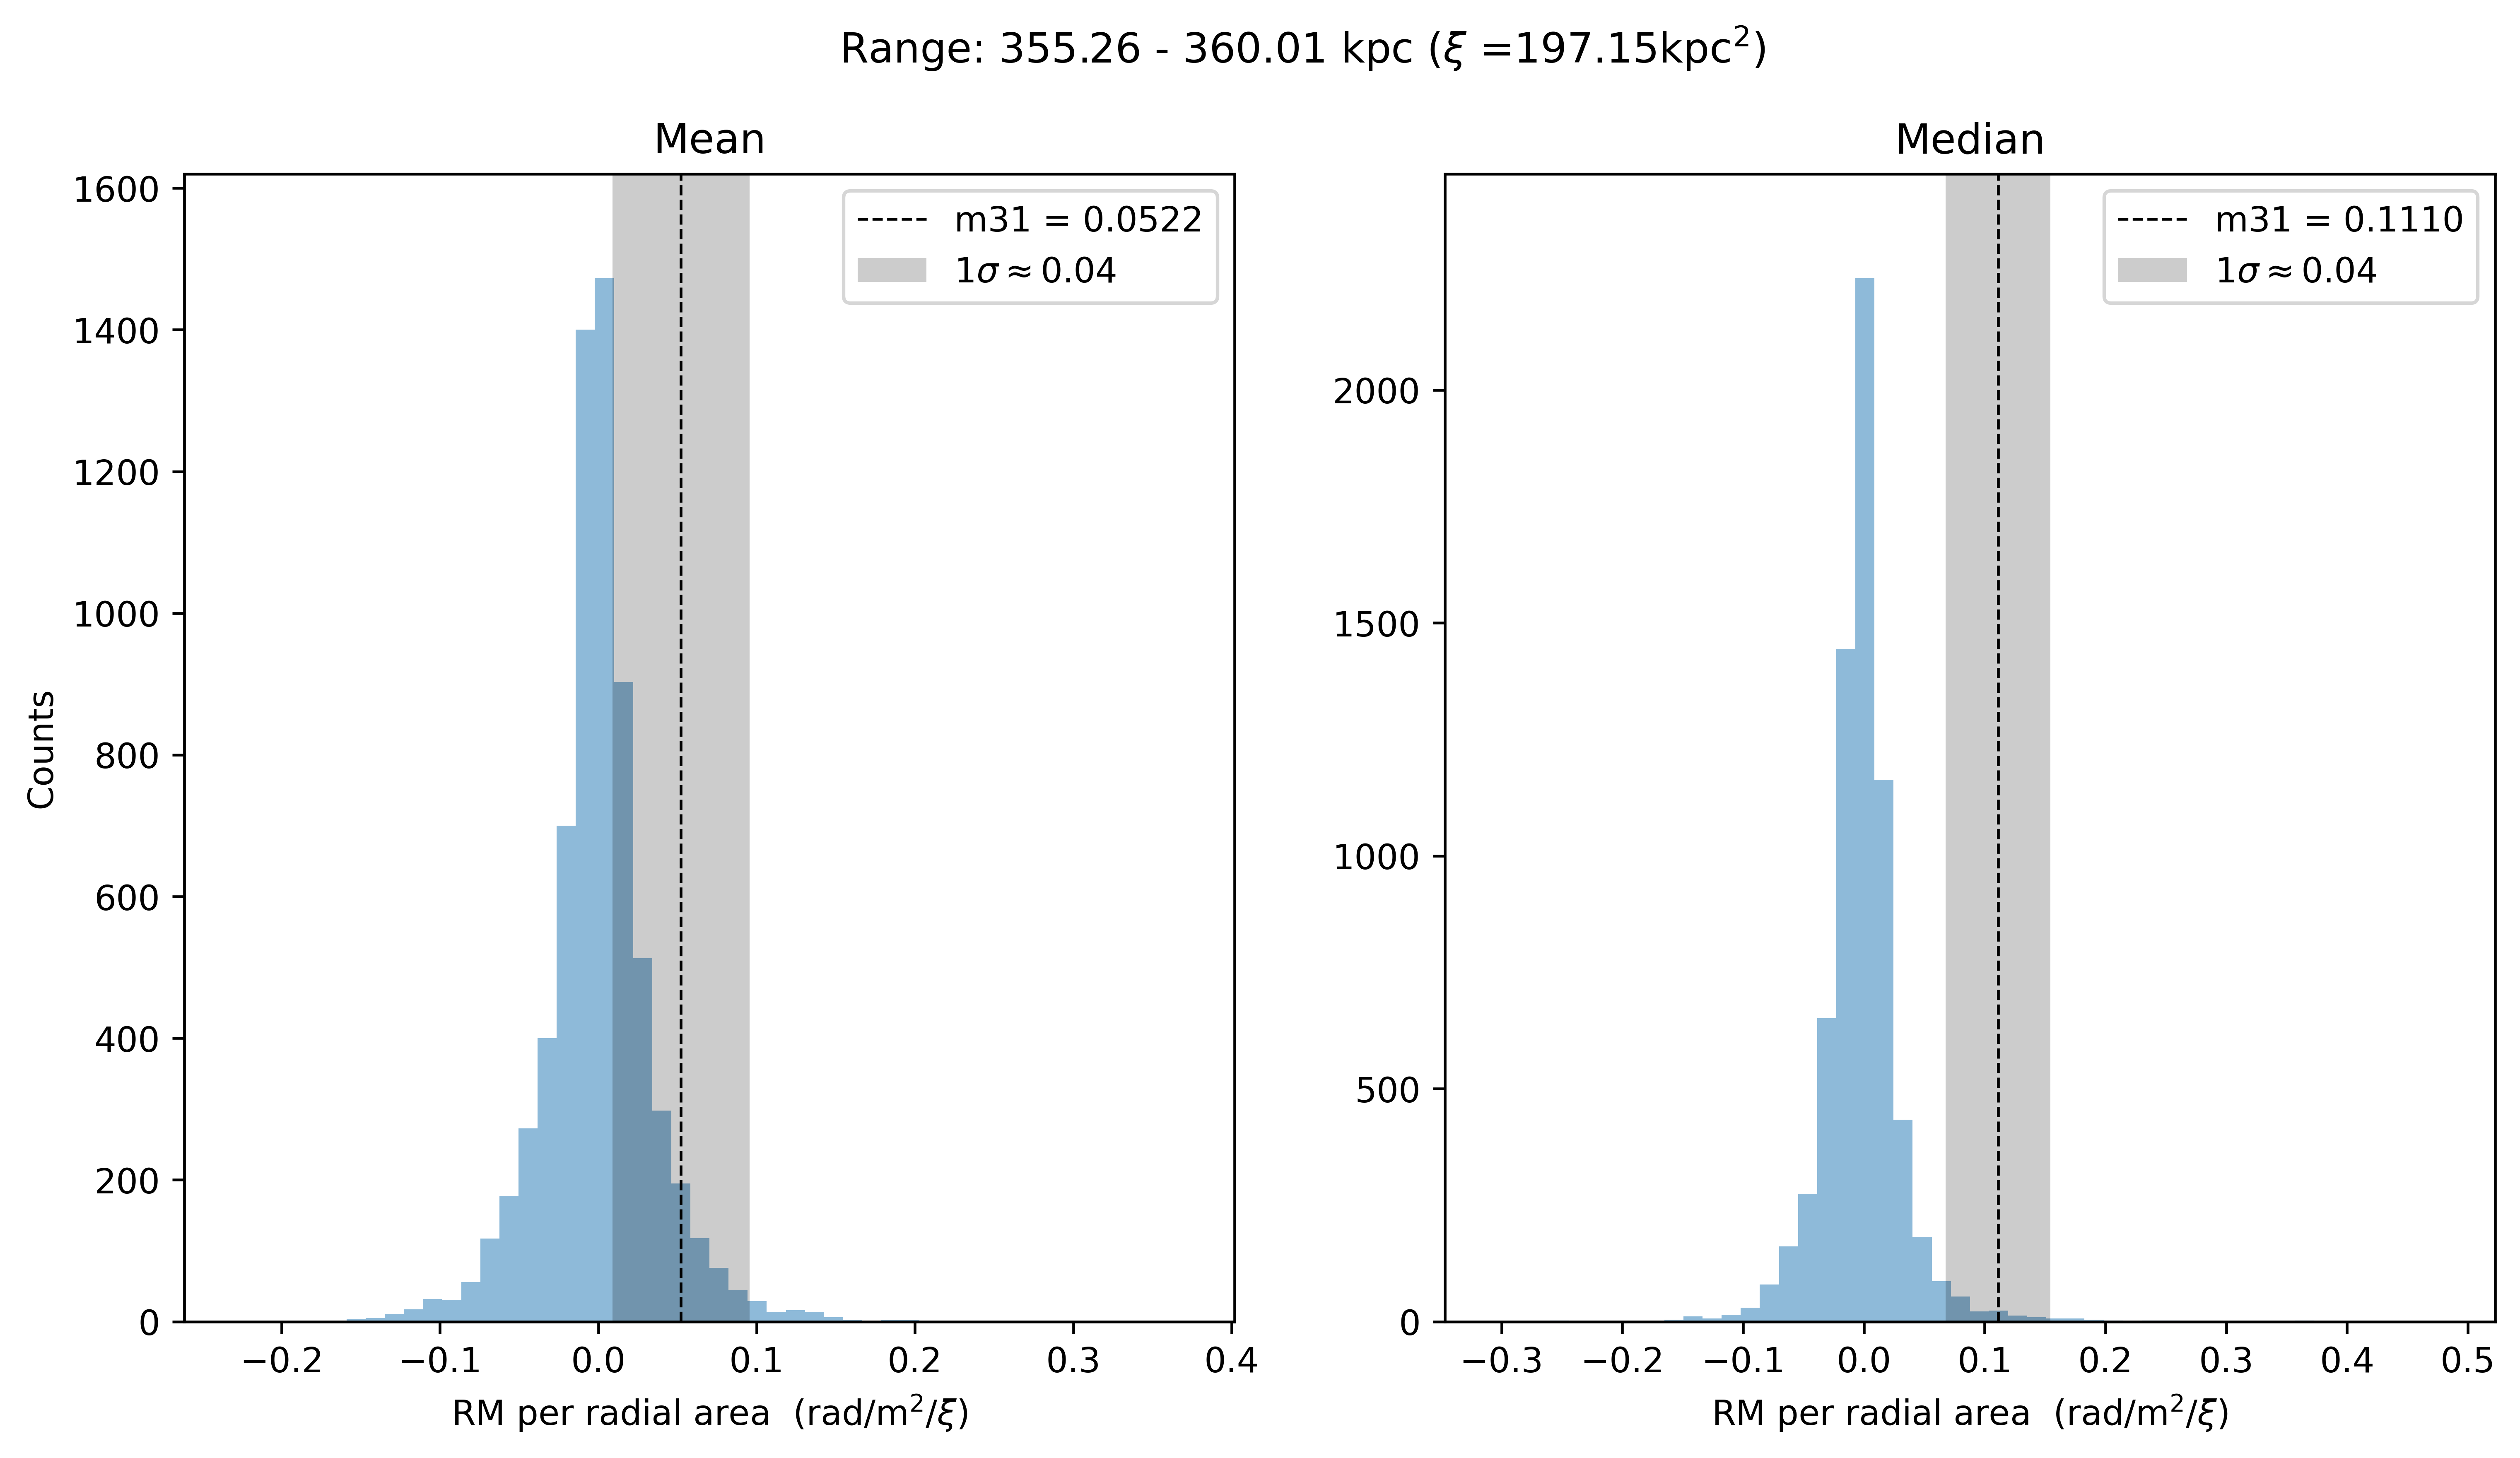 Range: 355.26 - 360.01 kpc (ξ =197.15kpc²)
Mean
1600
1400
1200
1000
800
600
400
200
0
Counts
m31 = 0.0522
1σ ≈ 0.04
−0.2 −0.1 0.0 0.1 0.2 0.3 0.4
RM per radial area (rad/m²/ξ)
Median
2000
1500
1000
500
0
m31 = 0.1110
1σ ≈ 0.04
−0.3 −0.2 −0.1 0.0 0.1 0.2 0.3 0.4 0.5
RM per radial area (rad/m²/ξ)